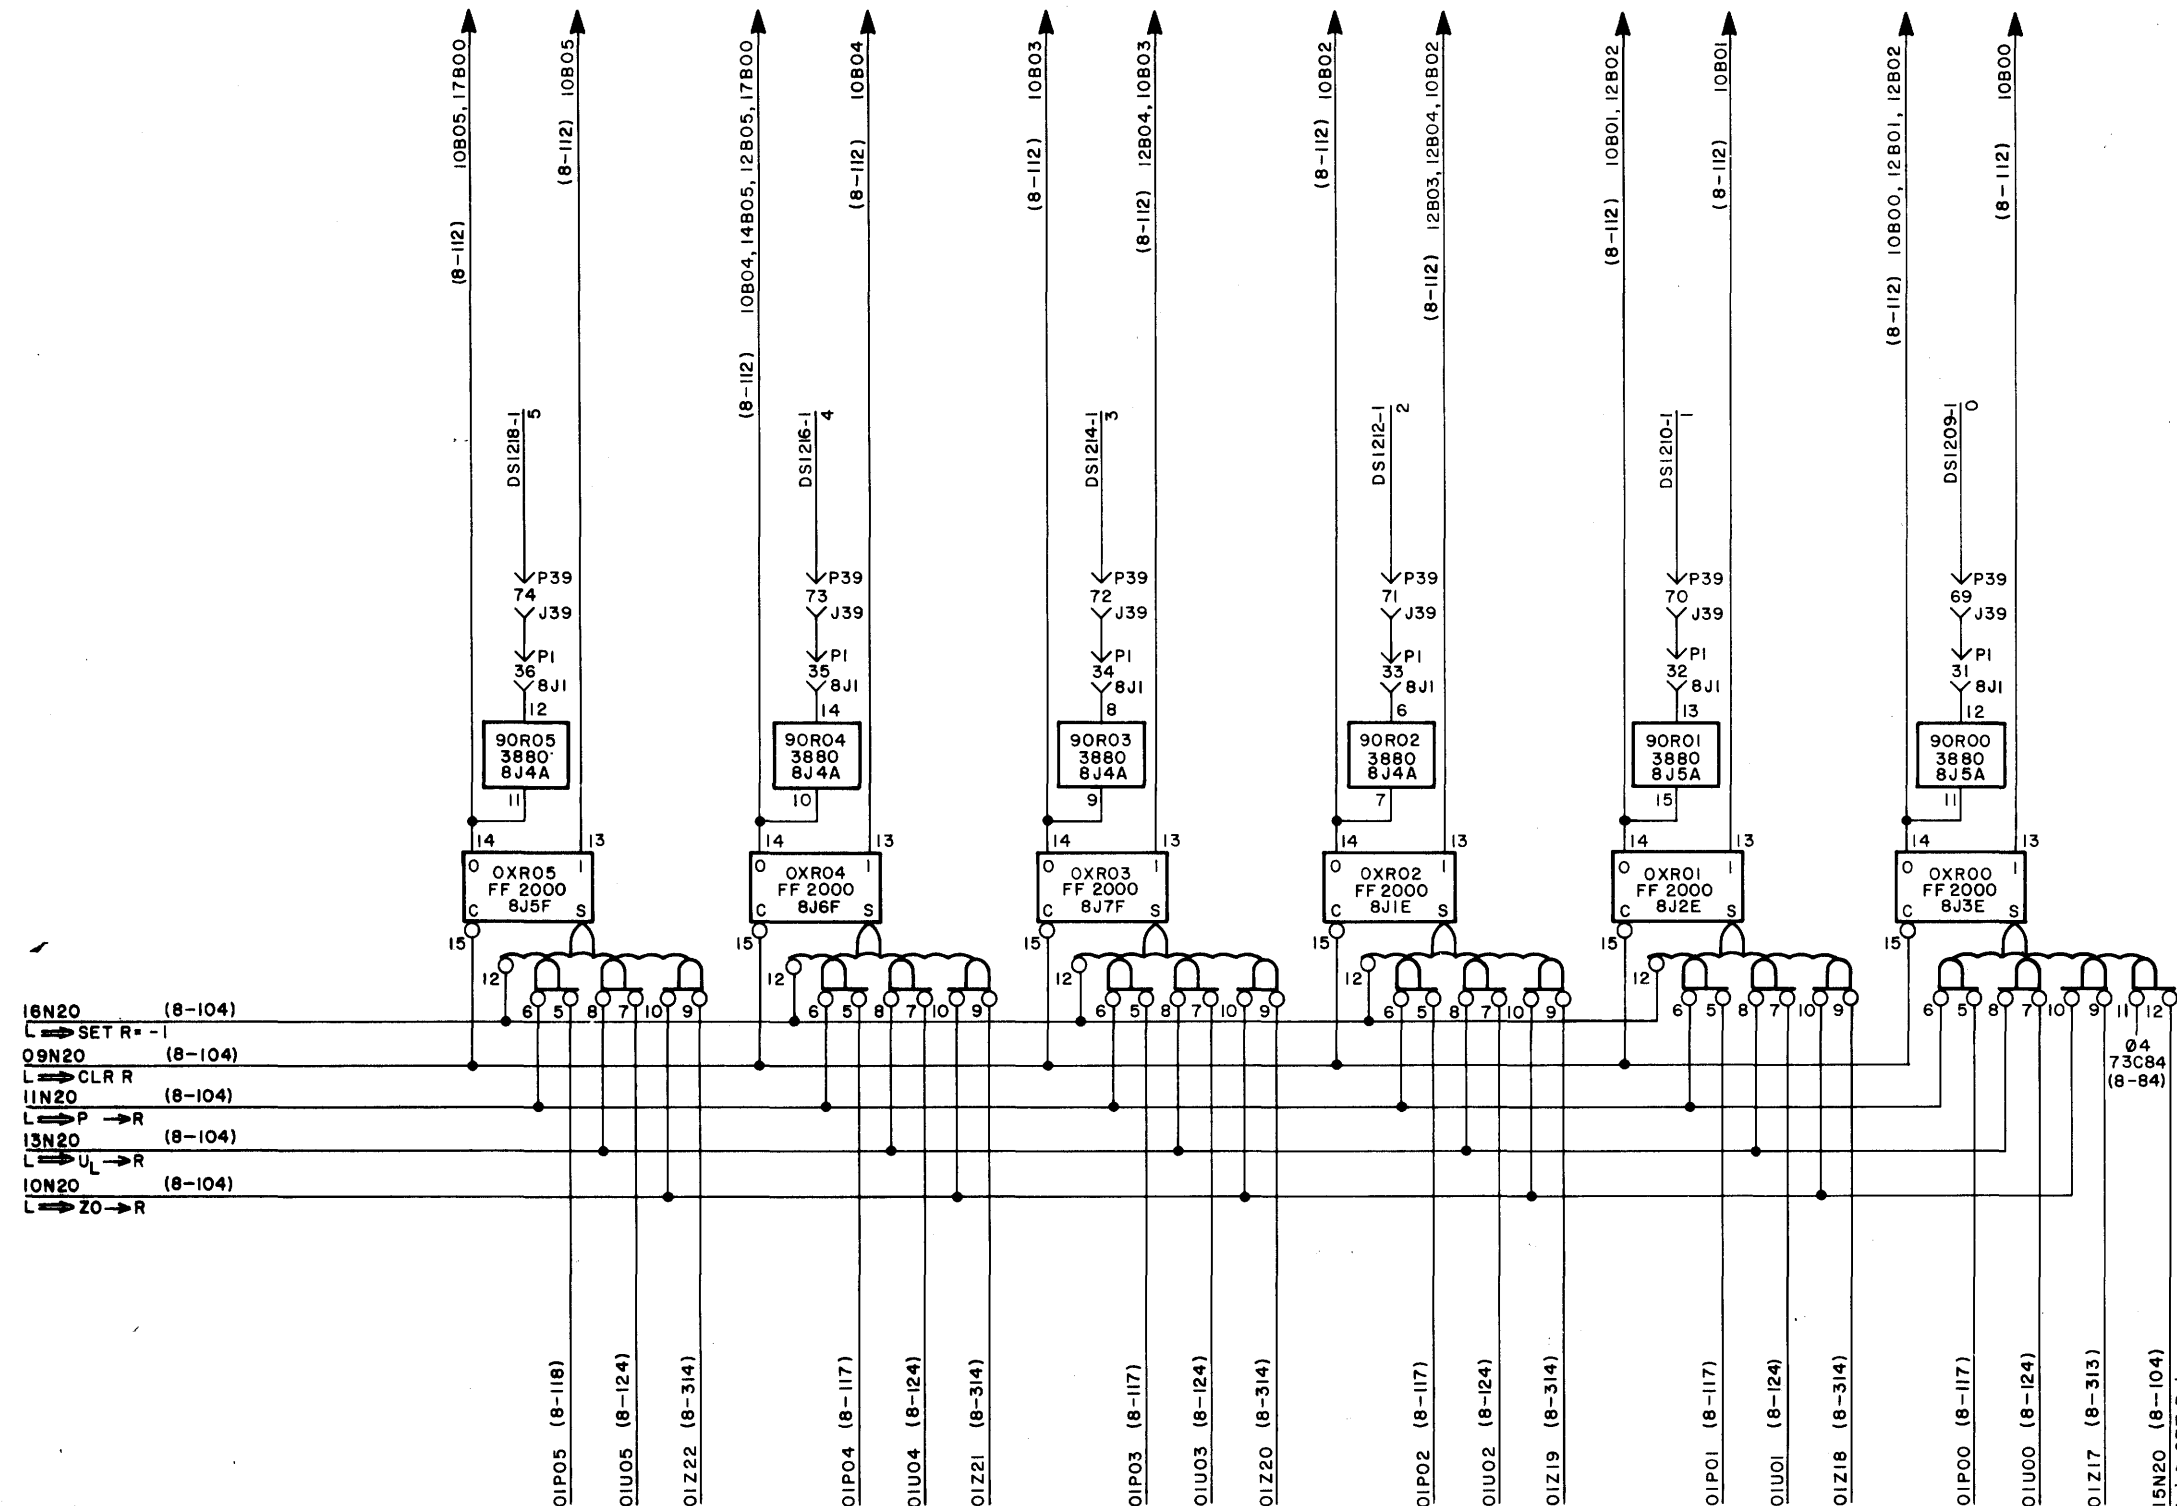 (8-112) 10B05, 17B00
(8-112) 10B05
(8-112) 10B04, 14B05, 12B05, 17B00
(8-112) 10B04
(8-112) 10B03
(8-112) 12B04, 10B03
(8-112) 10B02
(8-112) 12B03, 12B04, 10B02
(8-112) 10B01, 12B02
(8-112) 10B01
(8-112) 10B00, 12B01, 12B02
(8-112) 10B00
DS1218-1 5
DS1216-1 4
DS1214-1 3
DS1212-1 2
DS1210-1 1
DS1209-1 0
P39 P39 P39 P39 P39 P39
74 73 72 71 70 69
J39 J39 J39 J39 J39 J39
P1 P1 P1 P1 P1 P1
36 35 34 33 32 31
8J1 8J1 8J1 8J1 8J1 8J1
12 14 8 6 13 12
90R05 90R04 90R03 90R02 90R01 90R00
3880 3880 3880 3880 3880 3880
8J4A 8J4A 8J4A 8J4A 8J5A 8J5A
11 10 9 7 15 11
14 13 14 13 14 13 14 13 14 13 14 13
0 1 0 1 0 1 0 1 0 1 0 1
0XR05 0XR04 0XR03 0XR02 0XR01 0XR00
FF 2000 FF 2000 FF 2000 FF 2000 FF 2000 FF 2000
C 8J5F S C 8J6F S C 8J7F S C 8J1E S C 8J2E S C 8J3E S
15 15 15 15 15 15
12 12 12 12 12
6 5 8 7 10 9 6 5 8 7 10 9 6 5 8 7 10 9 6 5 8 7 10 9 6 5 8 7 10 9 6 5 8 7 10 9 11 12
16N20 (8-104)
L ⟹ SET R= -1
09N20 (8-104)
L ⟹ CLR R
11N20 (8-104)
L ⟹ P → R
13N20 (8-104)
L ⟹ UL → R
10N20 (8-104)
L ⟹ Z0 → R
Ø4
73C84
(8-84)
01P05 (8-118)
01U05 (8-124)
01Z22 (8-314)
01P04 (8-117)
01U04 (8-124)
01Z21 (8-314)
01P03 (8-117)
01U03 (8-124)
01Z20 (8-314)
01P02 (8-117)
01U02 (8-124)
01Z19 (8-314)
01P01 (8-117)
01U01 (8-124)
01Z18 (8-314)
01P00 (8-117)
01U00 (8-124)
01Z17 (8-313)
15N20 (8-104)